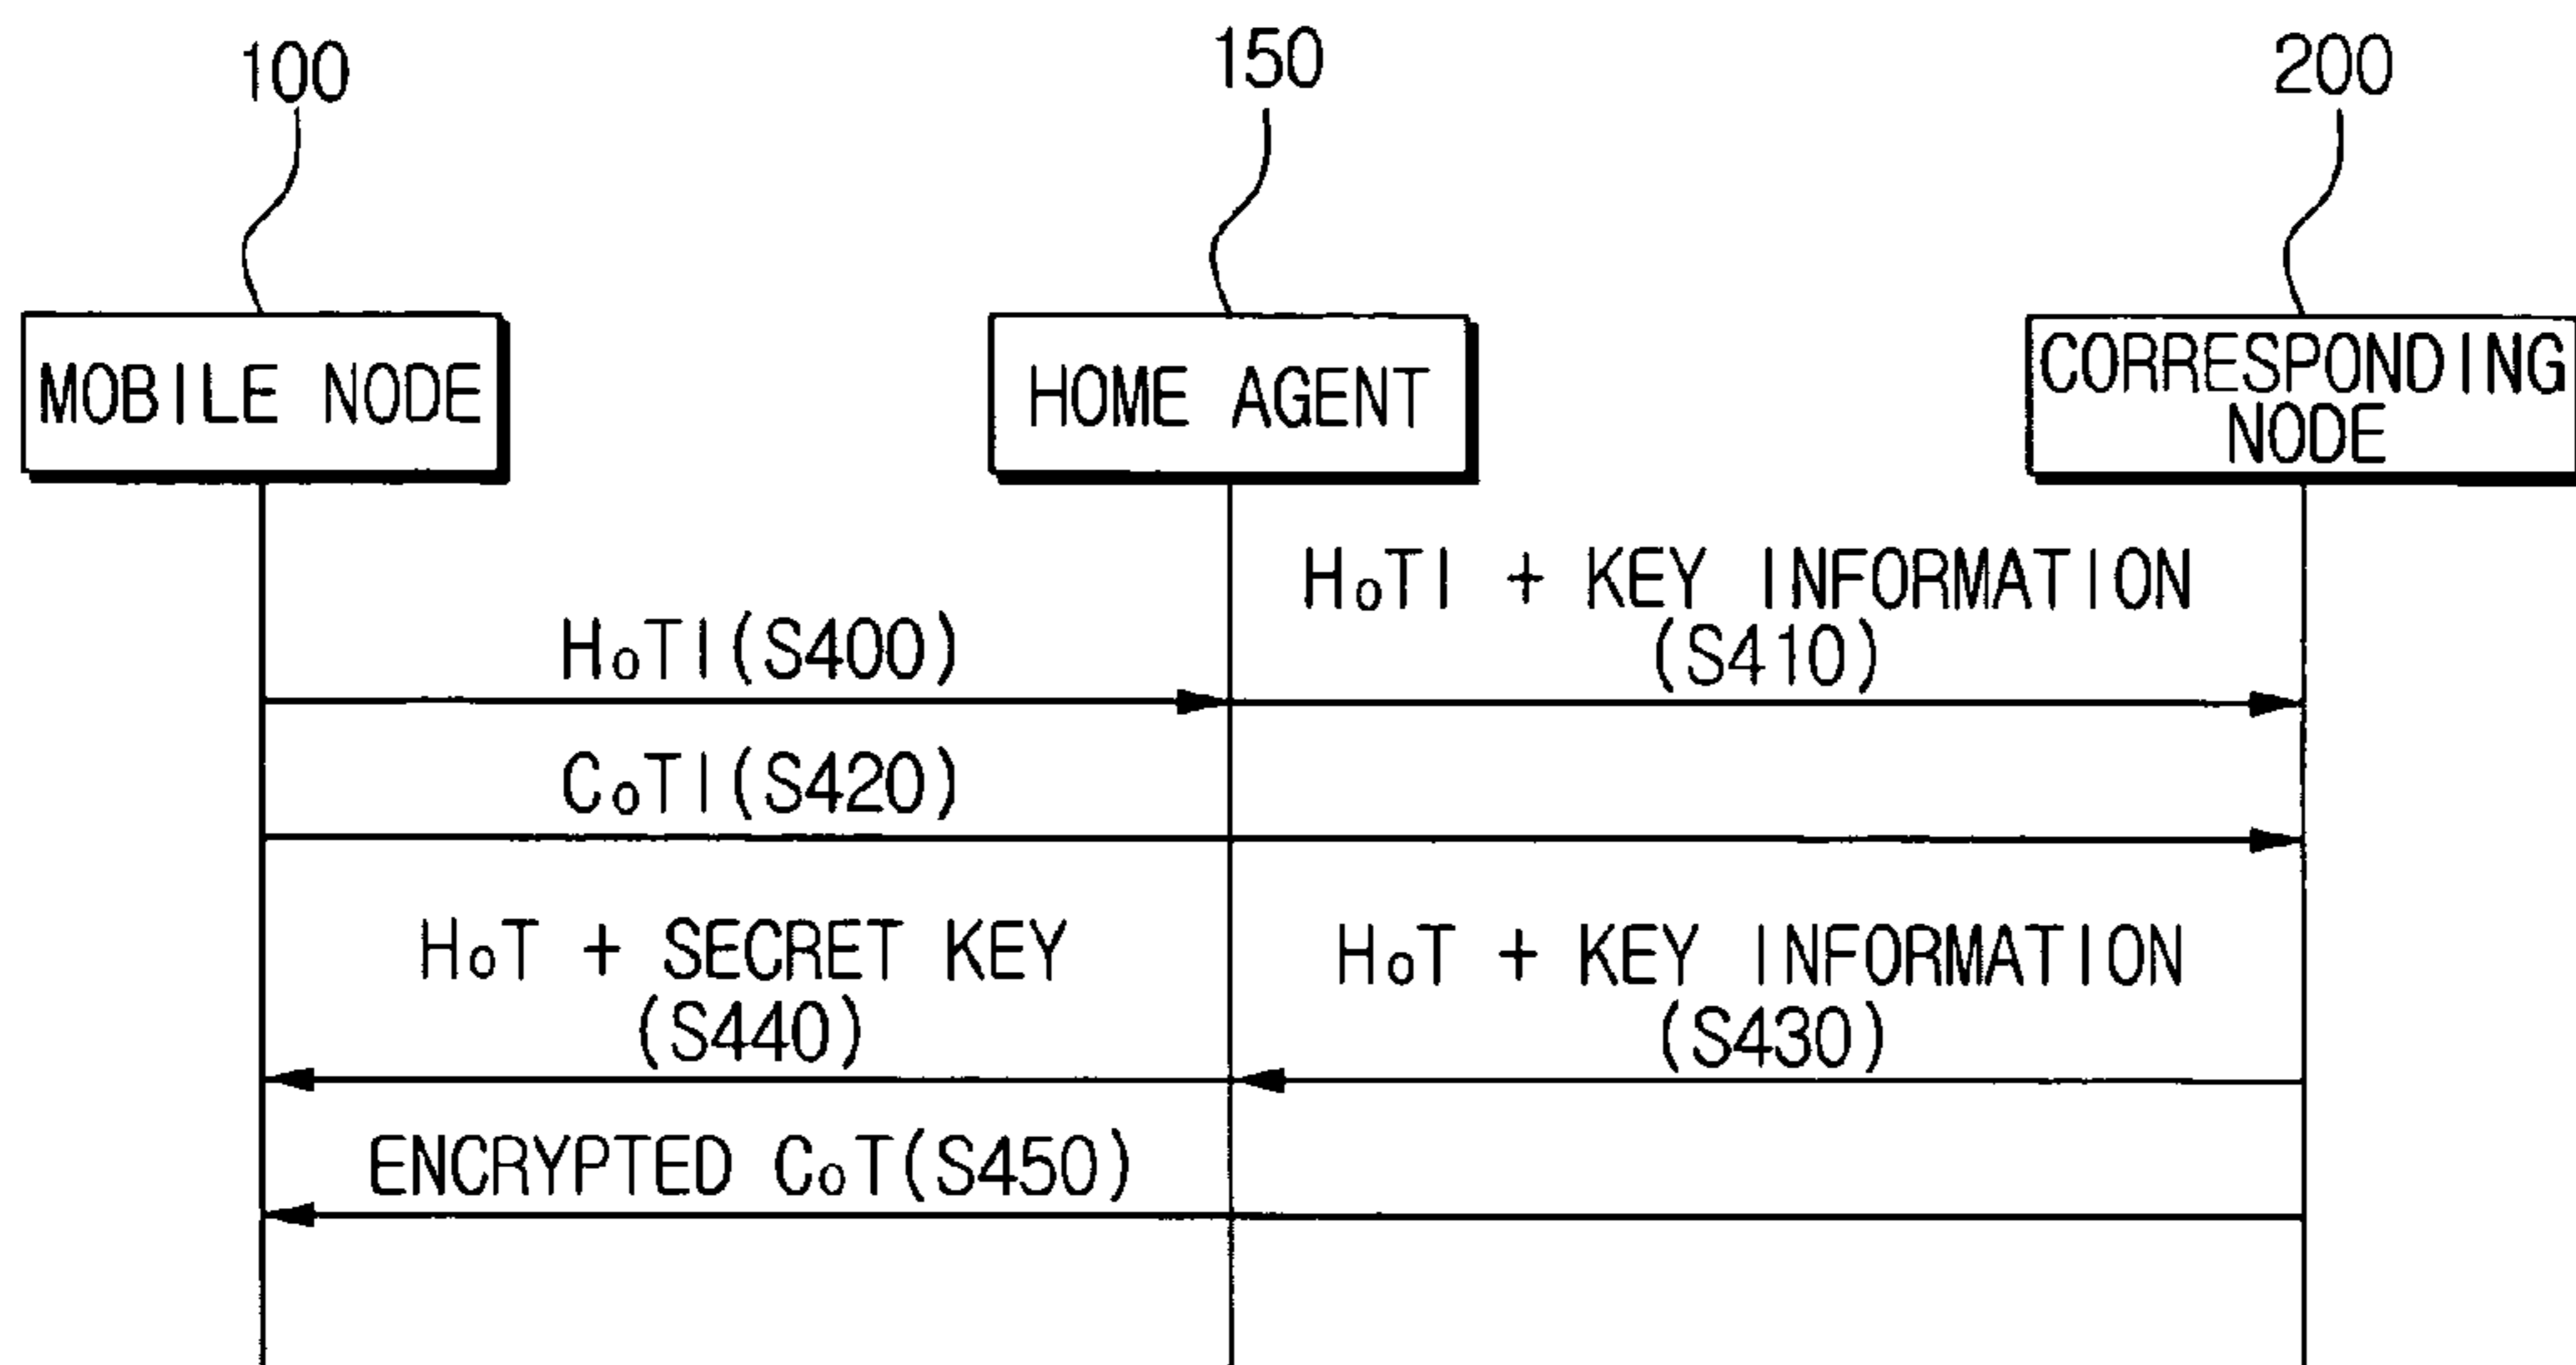 100
150
200
MOBILE NODE
HOME AGENT
CORRESPONDING
NODE
HoTI + KEY INFORMATION
(S410)
HoTI(S400)
CoTI(S420)
HoT + SECRET KEY
(S440)
HoT + KEY INFORMATION
(S430)
ENCRYPTED CoT(S450)